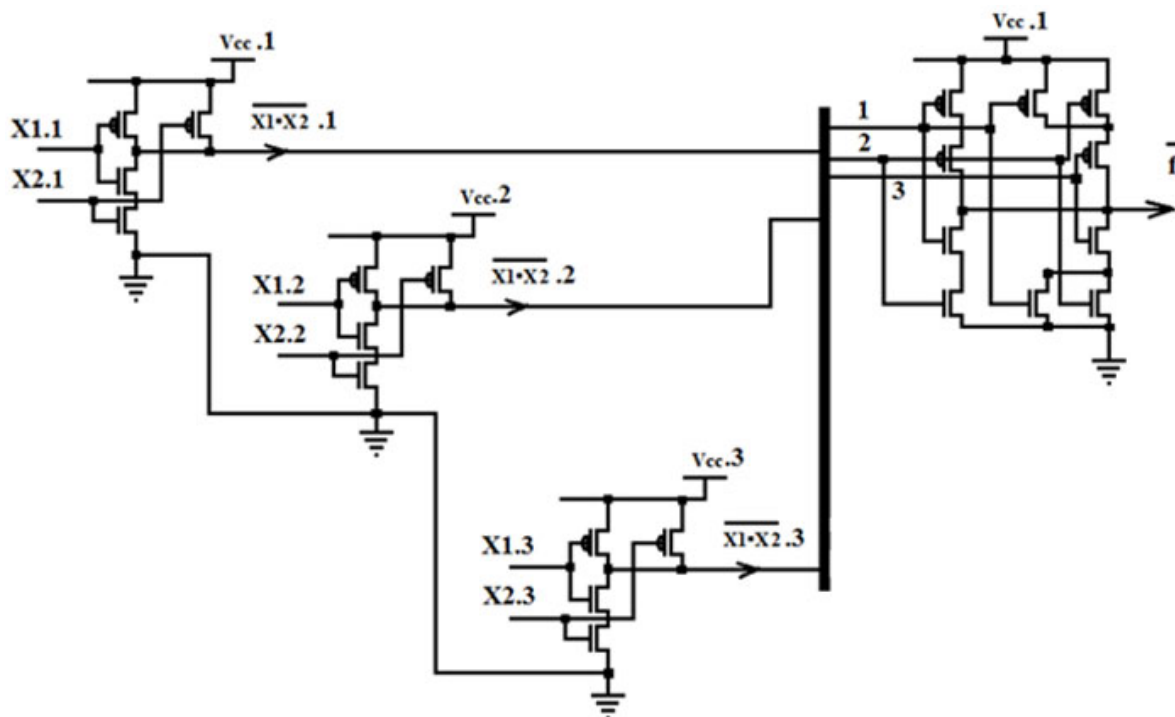 Vcc.1
X1.1
X2.1
X1•X2.1
Vcc.2
X1.2
X2.2
X1•X2.2
Vcc.3
X1.3
X2.3
X1•X2.3
Vcc.1
1
2
3
f